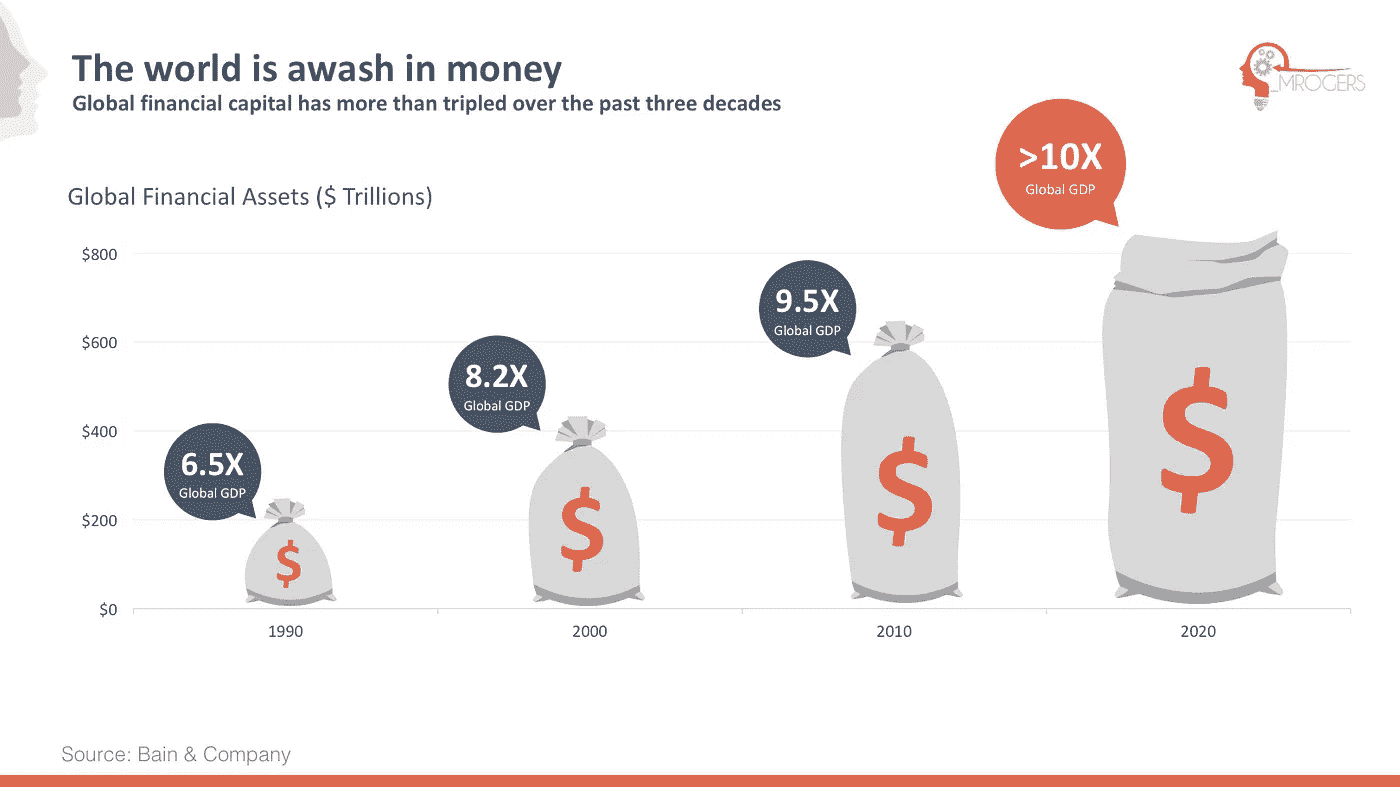 The world is awash in money
Global financial capital has more than tripled over the past three decades
MROGERS
>10X
Global GDP
Global Financial Assets ($ Trillions)
$800
9.5X
Global GDP
$600
8.2X
Global GDP
$400
6.5X
Global GDP
$200
$0
$
$
$
$
1990
2000
2010
2020
Source: Bain & Company